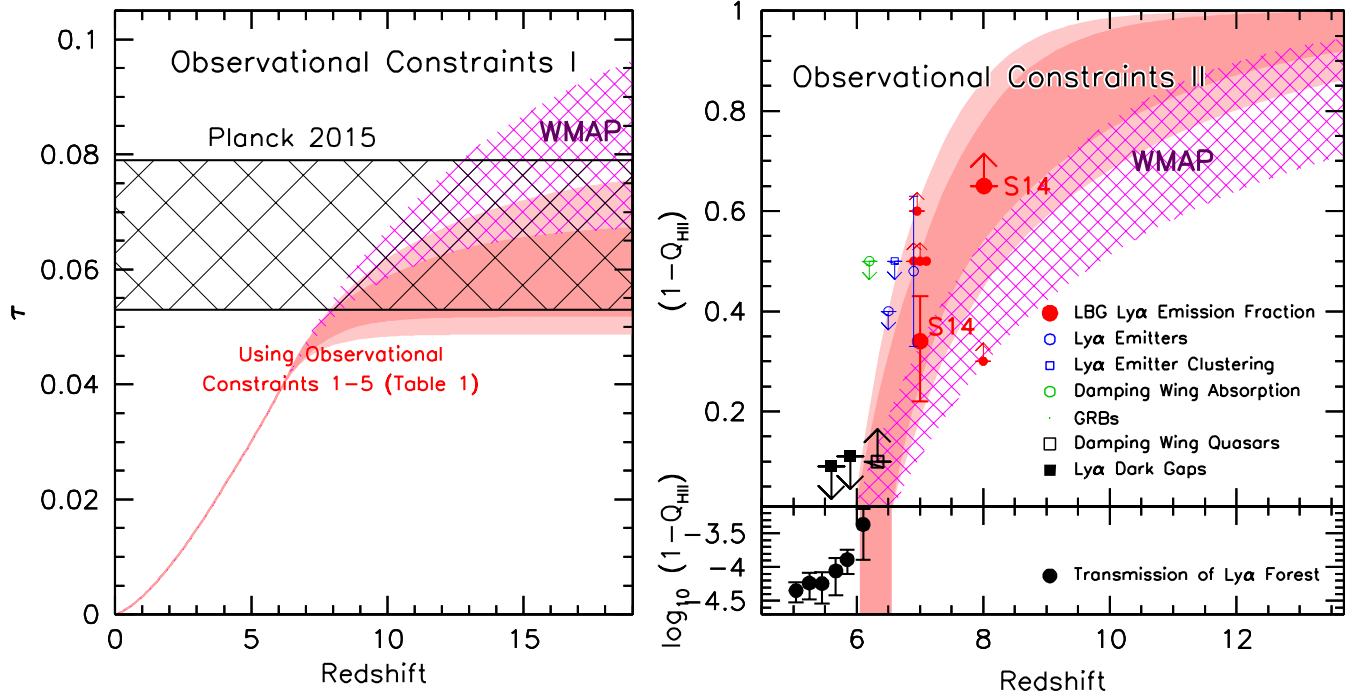 Observational Constraints I
Planck 2015
WMAP
Using Observational
Constraints 1-5 (Table 1)
τ
0.1
0.08
0.06
0.04
0.02
0
0 5 10 15
Redshift
Observational Constraints II
WMAP
S14
S14
LBG Lyα Emission Fraction
Lyα Emitters
Lyα Emitter Clustering
Damping Wing Absorption
GRBs
Damping Wing Quasars
Lyα Dark Gaps
(1-Q_HII)
1
0.8
0.6
0.4
0.2
Transmission of Lyα Forest
log_10 (1-Q_HII)
-3.5
-4
-4.5
6 8 10 12
Redshift